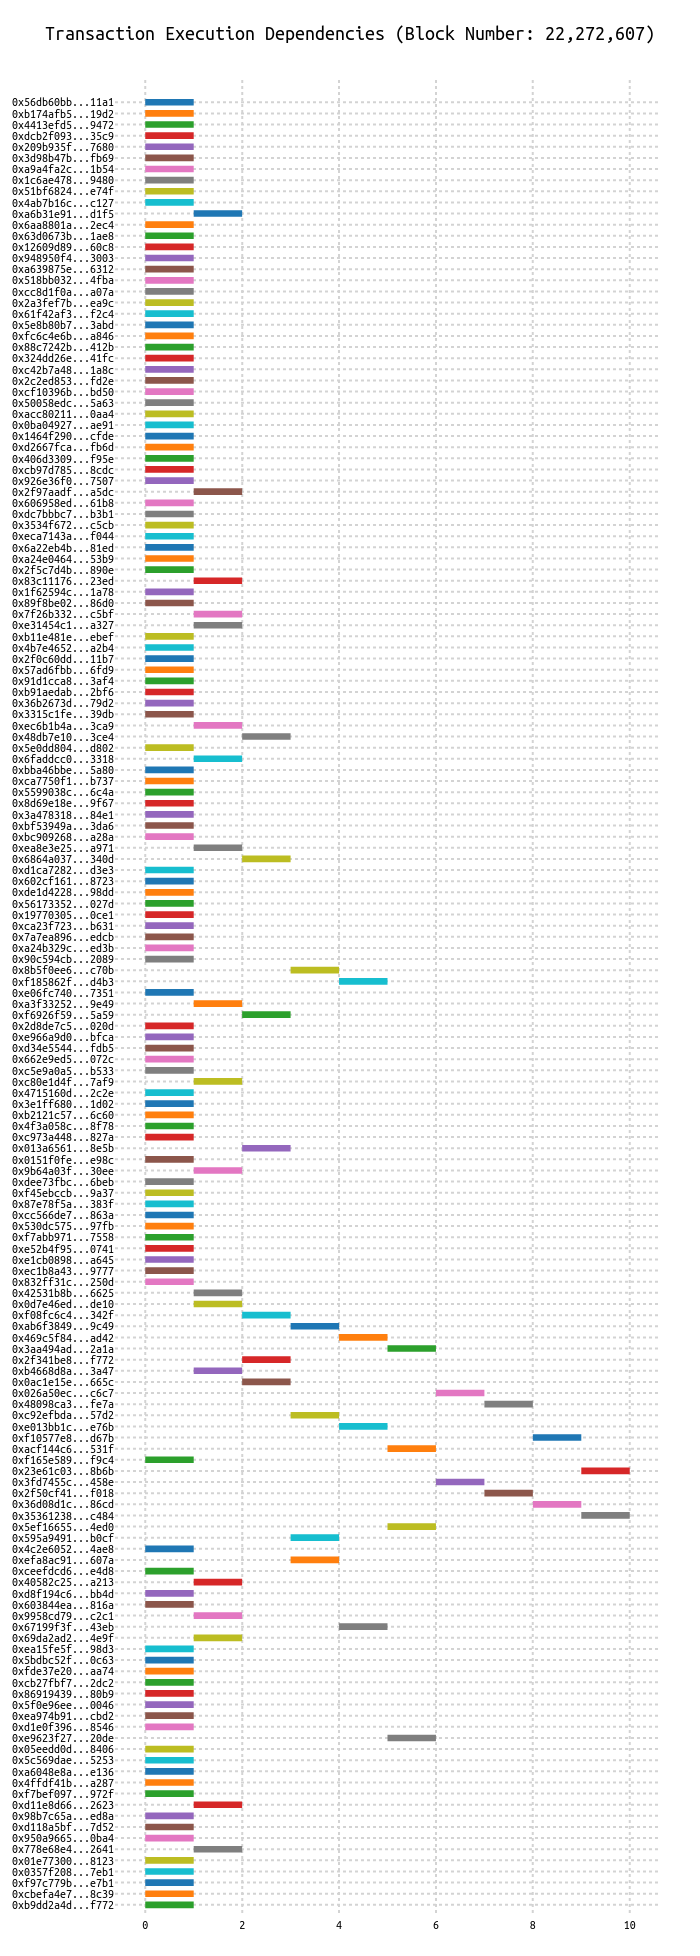 Transaction Execution Dependencies (Block Number: 22,272,607)
0x56db60bb...11a1
0xb174afb5...19d2
0x4413efd5...9472
0xdcb2f093...35c9
0x209b935f...7680
0x3d98b47b...fb69
0xa9a4fa2c...1b54
0x1c6ae478...9480
0x51bf6824...e74f
0x4ab7b16c...c127
0xa6b31e91...d1f5
0x6aa8801a...2ec4
0x63d0673b...1ae8
0x12609d89...60c8
0x948950f4...3003
0xa639875e...6312
0x518bb032...4fba
0xcc8d1f0a...a07a
0x2a3fef7b...ea9c
0x61f42af3...f2c4
0x5e8b80b7...3abd
0xfc6c4e6b...a846
0x88c7242b...412b
0x324dd26e...41fc
0xc42b7a48...1a8c
0x2c2ed853...fd2e
0xcf10396b...bd50
0x50058edc...5a63
0xacc80211...0aa4
0x0ba04927...ae91
0x1464f290...cfde
0xd2667fca...fb6d
0x406d3309...f95e
0xcb97d785...8cdc
0x926e36f0...7507
0x2f97aadf...a5dc
0x606958ed...61b8
0xdc7bbbc7...b3b1
0x3534f672...c5cb
0xeca7143a...f044
0x6a22eb4b...81ed
0xa24e0464...53b9
0x2f5c7d4b...890e
0x83c11176...23ed
0x1f62594c...1a78
0x89f8be02...86d0
0x7f26b332...c5bf
0xe31454c1...a327
0xb11e481e...ebef
0x4b7e4652...a2b4
0x2f0c60dd...11b7
0x57ad6fbb...6fd9
0x91d1cca8...3af4
0xb91aedab...2bf6
0x36b2673d...79d2
0x3315c1fe...39db
0xec6b1b4a...3ca9
0x48db7e10...3ce4
0x5e0dd804...d802
0x6faddcc0...3318
0xbba46bbe...5a80
0xca7750f1...b737
0x5599038c...6c4a
0x8d69e18e...9f67
0x3a478318...84e1
0xbf53949a...3da6
0xbc909268...a28a
0xea8e3e25...a971
0x6864a037...340d
0xd1ca7282...d3e3
0x602cf161...8723
0xde1d4228...98dd
0x56173352...027d
0x19770305...0ce1
0xca23f723...b631
0x7a7ea896...edcb
0xa24b329c...ed3b
0x90c594cb...2089
0x8b5f0ee6...c70b
0xf185862f...d4b3
0xe06fc740...7351
0xa3f33252...9e49
0xf6926f59...5a59
0x2d8de7c5...020d
0xe966a9d0...bfca
0xd34e5544...fdb5
0x662e9ed5...072c
0xc5e9a0a5...b533
0xc80e1d4f...7af9
0x4715160d...2c2e
0x3e1ff680...1d02
0xb2121c57...6c60
0x4f3a058c...8f78
0xc973a448...827a
0x013a6561...8e5b
0x0151f0fe...e98c
0x9b64a03f...30ee
0xdee73fbc...6beb
0xf45ebccb...9a37
0x87e78f5a...383f
0xcc566de7...863a
0x530dc575...97fb
0xf7abb971...7558
0xe52b4f95...0741
0xe1cb0898...a645
0xec1b8a43...9777
0x832ff31c...250d
0x42531b8b...6625
0x0d7e46ed...de10
0xf08fc6c4...342f
0xab6f3849...9c49
0x469c5f84...ad42
0x3aa494ad...2a1a
0x2f341be8...f772
0xb4668d8a...3a47
0x0ac1e15e...665c
0x026a50ec...c6c7
0x48098ca3...fe7a
0xc92efbda...57d2
0xe013bb1c...e76b
0xf10577e8...d67b
0xacf144c6...531f
0xf165e589...f9c4
0x23e61c03...8b6b
0x3fd7455c...458e
0x2f50cf41...f018
0x36d08d1c...86cd
0x35361238...c484
0x5ef16655...4ed0
0x595a9491...b0cf
0x4c2e6052...4ae8
0xefa8ac91...607a
0xceefdcd6...e4d8
0x40582c25...a213
0xd8f194c6...bb4d
0x603844ea...816a
0x9958cd79...c2c1
0x67199f3f...43eb
0x69da2ad2...4e9f
0xea15fe5f...98d3
0x5bdbc52f...0c63
0xfde37e20...aa74
0xcb27fbf7...2dc2
0x86919439...80b9
0x5f0e96ee...0046
0xea974b91...cbd2
0xd1e0f396...8546
0xe9623f27...20de
0x05eedd0d...8406
0x5c569dae...5253
0xa6048e8a...e136
0x4ffdf41b...a287
0xf7bef097...972f
0xd11e8d66...2623
0x98b7c65a...ed8a
0xd118a5bf...7d52
0x950a9665...0ba4
0x778e68e4...2641
0x01e77300...8123
0x0357f208...7eb1
0xf97c779b...e7b1
0xcbefa4e7...8c39
0xb9dd2a4d...f772
0 2 4 6 8 10